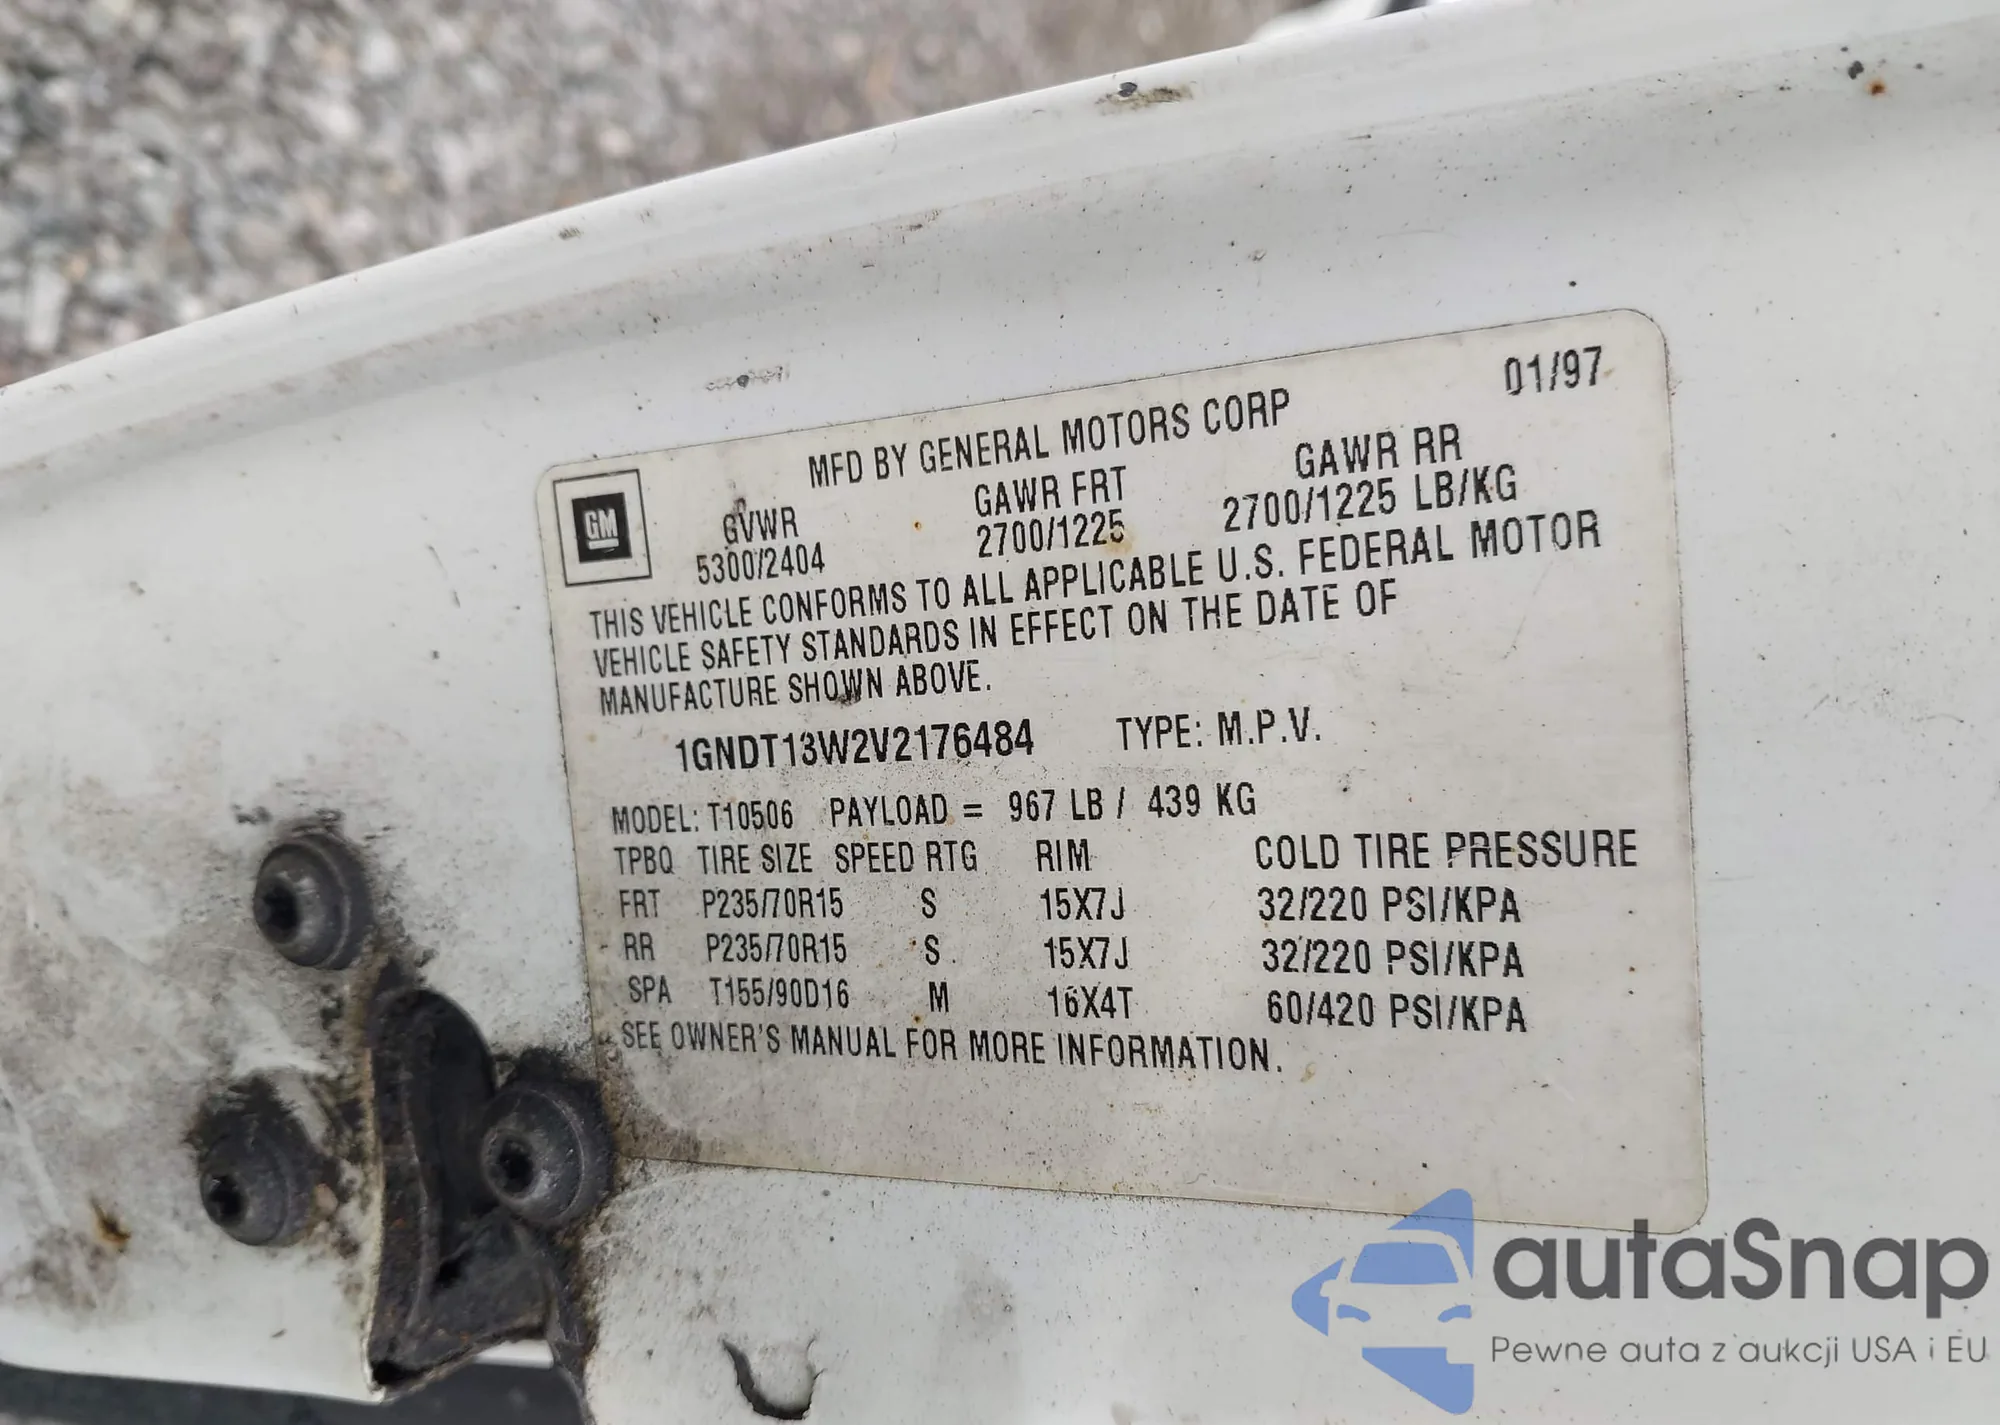 01/97
MFD BY GENERAL MOTORS CORP
GM
GVWR GAWR FRT GAWR RR
5300/2404 2700/1225 2700/1225 LB/KG
THIS VEHICLE CONFORMS TO ALL APPLICABLE U.S. FEDERAL MOTOR
VEHICLE SAFETY STANDARDS IN EFFECT ON THE DATE OF
MANUFACTURE SHOWN ABOVE.
1GNDT13W2V2176484 TYPE: M.P.V.
MODEL: T10506 PAYLOAD = 967 LB / 439 KG
TPBQ TIRE SIZE SPEED RTG RIM COLD TIRE PRESSURE
FRT P235/70R15 S 15X7J 32/220 PSI/KPA
RR P235/70R15 S 15X7J 32/220 PSI/KPA
SPA T155/90D16 M 16X4T 60/420 PSI/KPA
SEE OWNER'S MANUAL FOR MORE INFORMATION.
autaSnap
Pewne auta z aukcji USA i EU